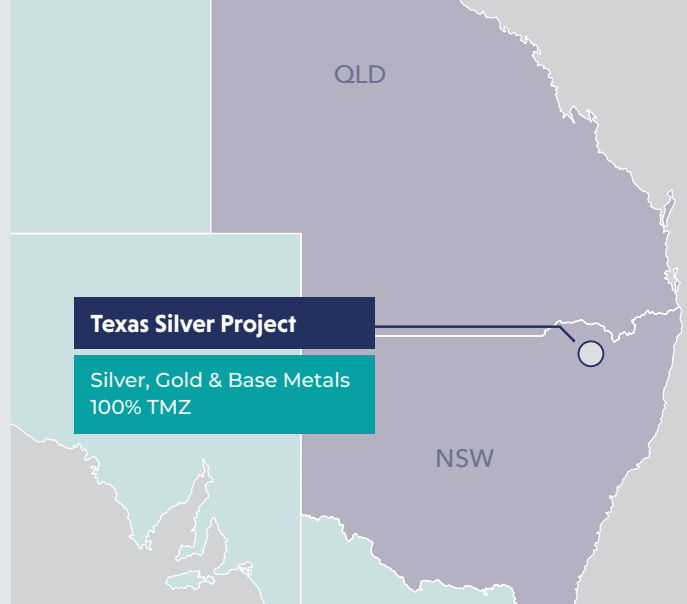 QLD
Texas Silver Project
Silver, Gold & Base Metals
100% TMZ
NSW